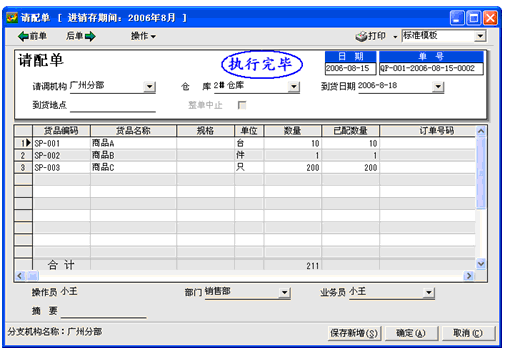 请配单 [ 进销存期间: 2006年8月 ]
前单 后单 操作 打印 标准模板
请配单
执行完毕
日 期 单 号
2006-08-15 QP-001-2006-08-15-0002
请调机构 广州分部 仓 库 2#仓库 到货日期 2006-8-18
到货地点 整单中止
货品编码 货品名称 规格 单位 数量 已配数量 订单号码
1 SP-001 商品A 台 10 10
2 SP-002 商品B 件 1 1
3 SP-003 商品C 只 200 200
合 计 211
操作员 小王 部门 销售部 业务员 小王
摘 要
分支机构名称：广州分部 保存新增(S) 确定(A) 取消(C)